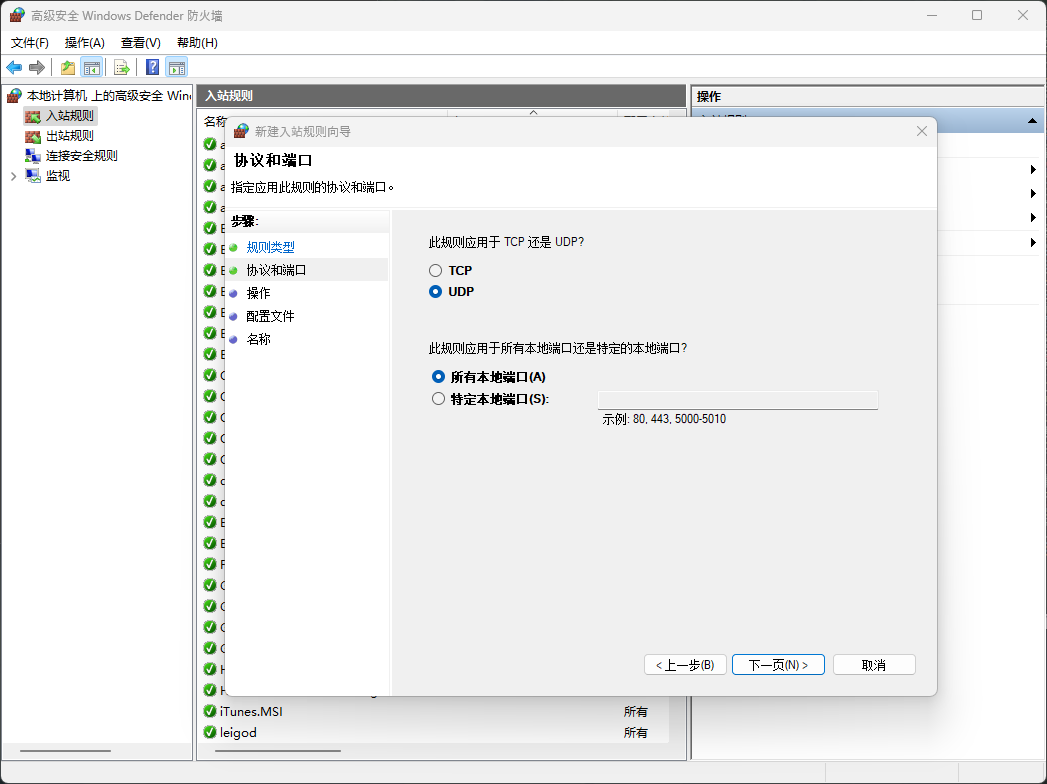 高级安全 Windows Defender 防火墙
文件(F) 操作(A) 查看(V) 帮助(H)
本地计算机 上的高级安全 Win
入站规则
出站规则
连接安全规则
监视
入站规则
名称
操作
新建入站规则向导
协议和端口
指定应用此规则的协议和端口。
步骤:
规则类型
协议和端口
操作
配置文件
名称
此规则应用于 TCP 还是 UDP?
TCP
UDP
此规则应用于所有本地端口还是特定的本地端口?
所有本地端口(A)
特定本地端口(S):
示例: 80, 443, 5000-5010
< 上一步(B) 下一页(N) > 取消
iTunes.MSI 所有
leigod 所有